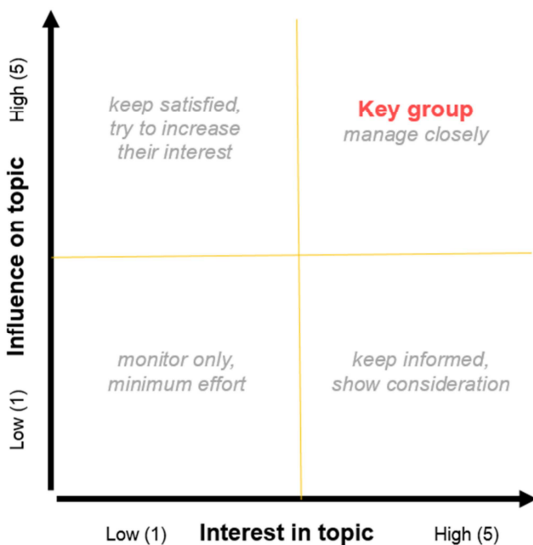 High (5)
keep satisfied,
try to increase
their interest
Key group
manage closely
Influence on topic
monitor only,
minimum effort
keep informed,
show consideration
Low (1)
Low (1)
Interest in topic
High (5)